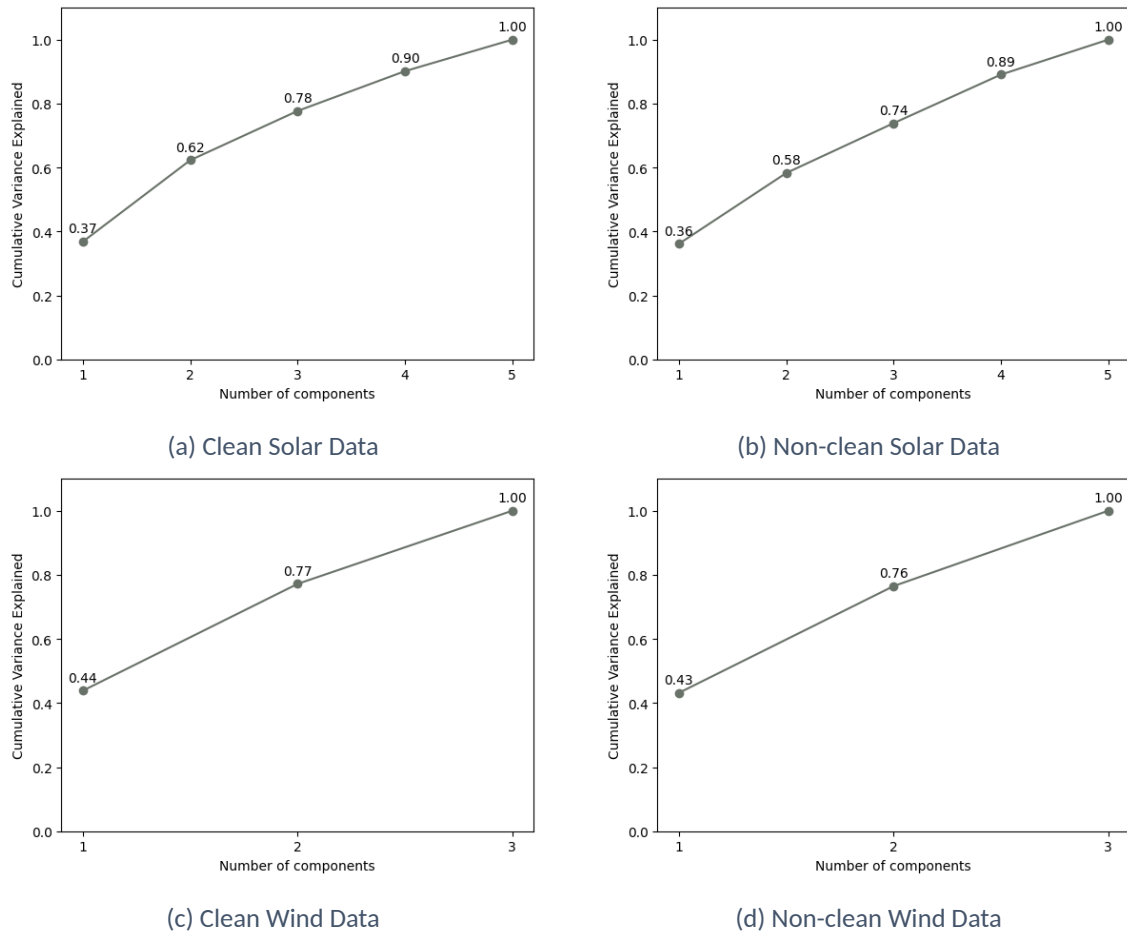 1.0
0.8
0.6
0.4
0.2
0.0
Cumulative Variance Explained
0.37
0.62
0.78
0.90
1.00
1 2 3 4 5
Number of components
(a) Clean Solar Data
1.0
0.8
0.6
0.4
0.2
0.0
Cumulative Variance Explained
0.36
0.58
0.74
0.89
1.00
1 2 3 4 5
Number of components
(b) Non-clean Solar Data
1.0
0.8
0.6
0.4
0.2
0.0
Cumulative Variance Explained
0.44
0.77
1.00
1 2 3
Number of components
(c) Clean Wind Data
1.0
0.8
0.6
0.4
0.2
0.0
Cumulative Variance Explained
0.43
0.76
1.00
1 2 3
Number of components
(d) Non-clean Wind Data